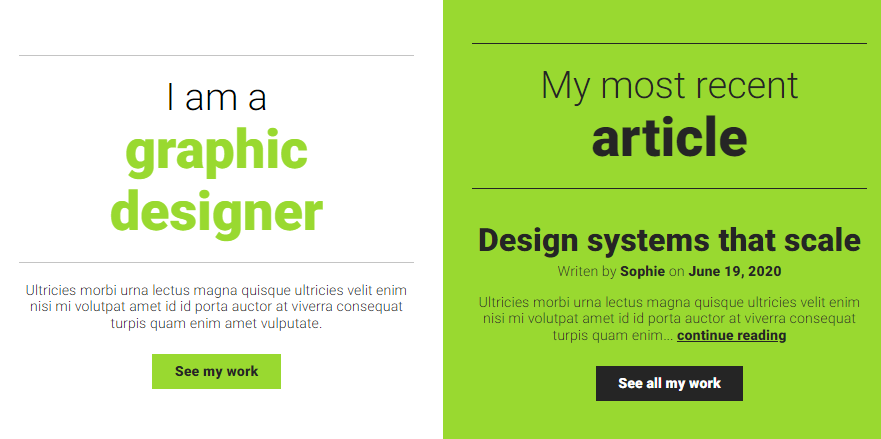 I am a
graphic
designer
Ultricies morbi urna lectus magna quisque ultricies velit enim
nisi mi volutpat amet id id porta auctor at viverra consequat
turpis quam enim amet vulputate.
See my work
My most recent
article
Design systems that scale
Writen by Sophie on June 19, 2020
Ultricies morbi urna lectus magna quisque ultricies velit enim
nisi mi volutpat amet id id porta auctor at viverra consequat
turpis quam enim... continue reading
See all my work